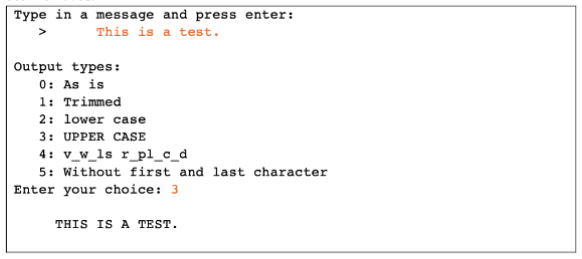 Type in a message and press enter:
   >      This is a test.

Output types:
   0: As is
   1: Trimmed
   2: lower case
   3: UPPER CASE
   4: v_w_ls r_pl_c_d
   5: Without first and last character
Enter your choice: 3

     THIS IS A TEST.